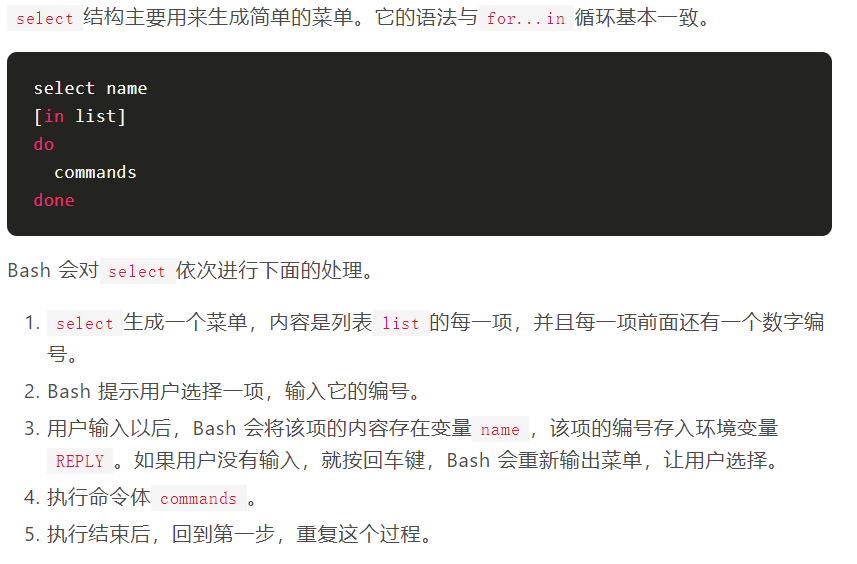 select 结构主要用来生成简单的菜单。它的语法与 for...in 循环基本一致。
select name
[in list]
do
  commands
done
Bash 会对 select 依次进行下面的处理。
1. select 生成一个菜单，内容是列表 list 的每一项，并且每一项前面还有一个数字编
号。
2. Bash 提示用户选择一项，输入它的编号。
3. 用户输入以后，Bash 会将该项的内容存在变量 name ，该项的编号存入环境变量
REPLY 。如果用户没有输入，就按回车键，Bash 会重新输出菜单，让用户选择。
4. 执行命令体 commands 。
5. 执行结束后，回到第一步，重复这个过程。